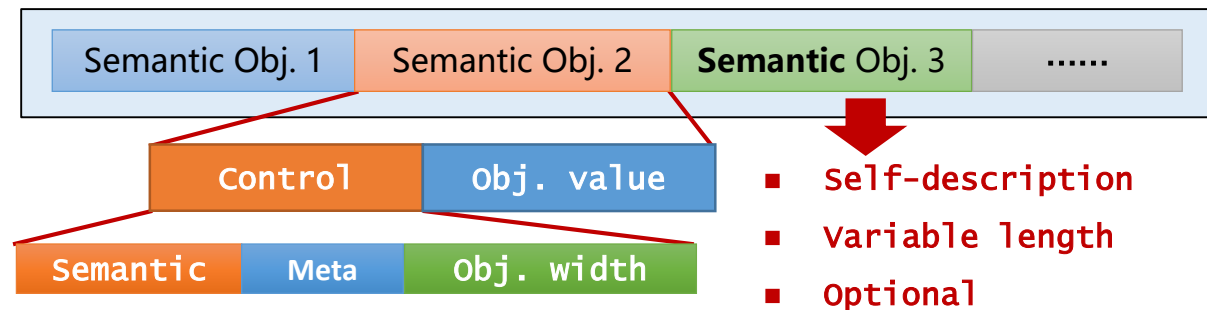 Semantic Obj. 1 Semantic Obj. 2 Semantic Obj. 3 ......
Control Obj. value
Semantic Meta Obj. width
■ Self-description
■ Variable length
■ Optional